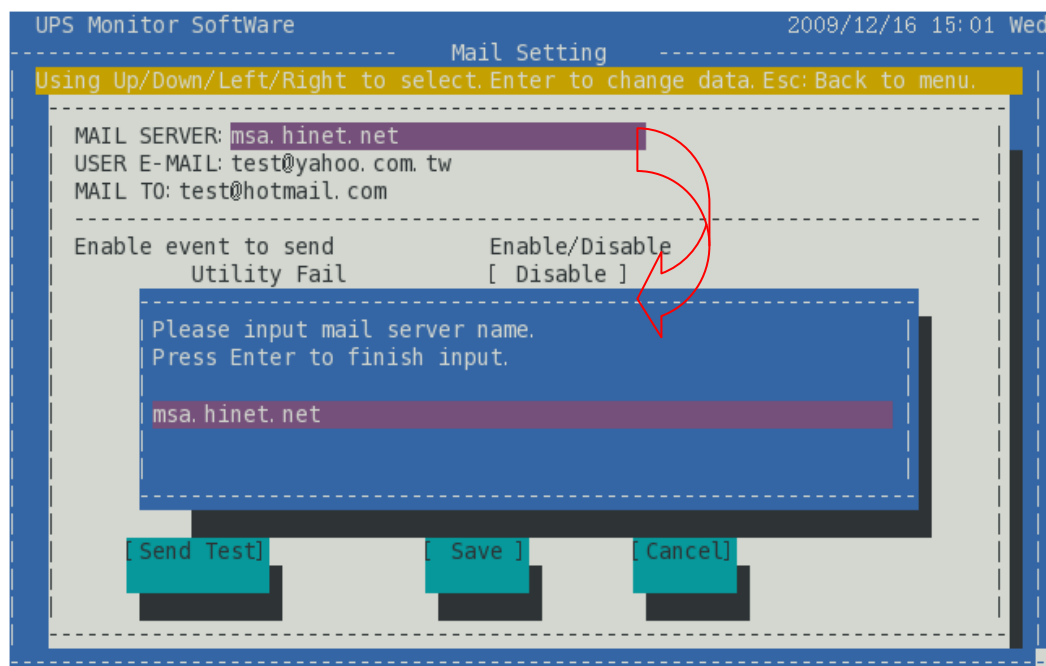 UPS Monitor SoftWare 2009/12/16 15:01 Wed
Mail Setting
Using Up/Down/Left/Right to select.Enter to change data.Esc:Back to menu.
MAIL SERVER:msa.hinet.net
USER E-MAIL:test@yahoo.com.tw
MAIL TO:test@hotmail.com
Enable event to send Enable/Disable
Utility Fail [ Disable ]
Please input mail server name.
Press Enter to finish input.
msa.hinet.net
[Send Test] [ Save ] [Cancel]